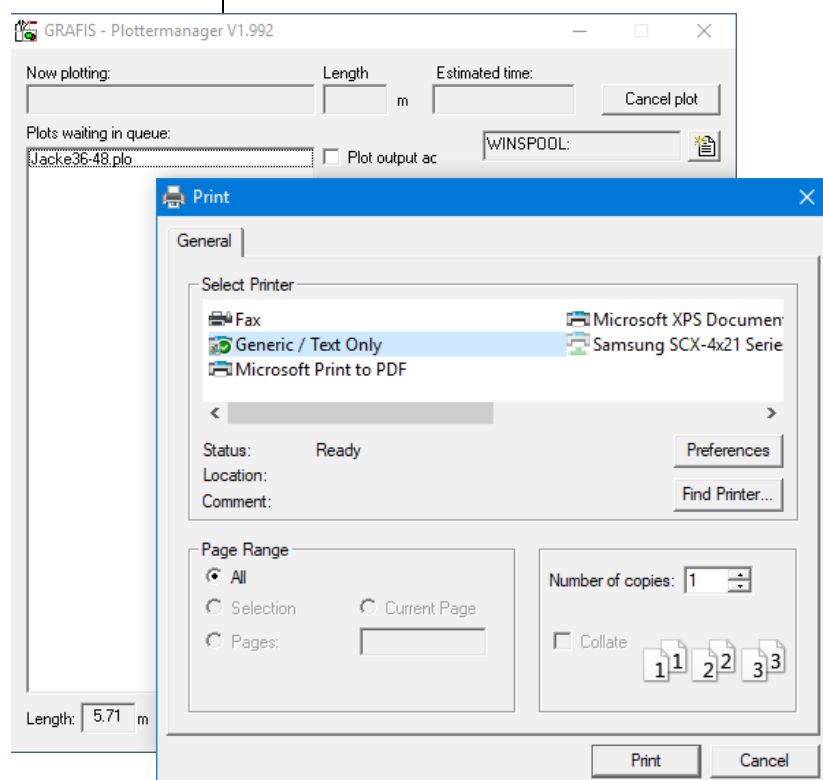 GRAFIS - Plottermanager V1.992
Now plotting:
Length
Estimated time:
m
Cancel plot
Plots waiting in queue:
Jacke36-48.plo
Plot output ac
WINSPOOL:
Print
General
Select Printer
Fax
Microsoft XPS Documen
Generic / Text Only
Samsung SCX-4x21 Serie
Microsoft Print to PDF
Status: Ready
Preferences
Location:
Comment:
Find Printer...
Page Range
All
Number of copies: 1
Selection
Current Page
Pages:
Collate
1 1 2 2 3 3
Length: 5.71 m
Print
Cancel